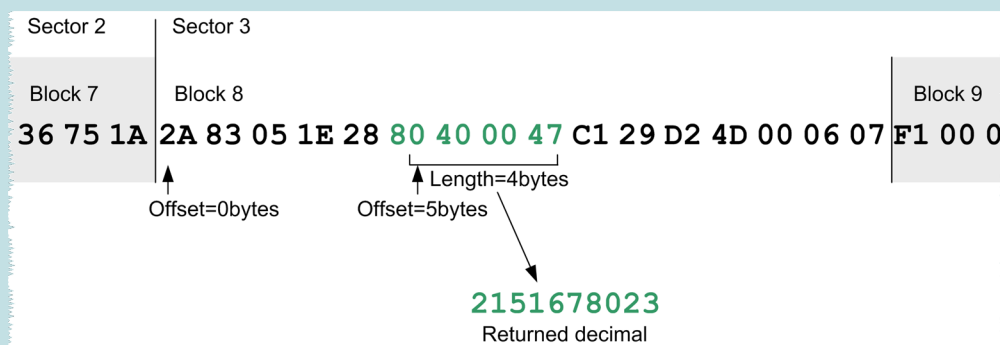 Sector 2 Sector 3
Block 7 Block 8 Block 9
36 75 1A 2A 83 05 1E 28 80 40 00 47 C1 29 D2 4D 00 06 07 F1 00 0
Length=4bytes
Offset=0bytes Offset=5bytes
2151678023
Returned decimal